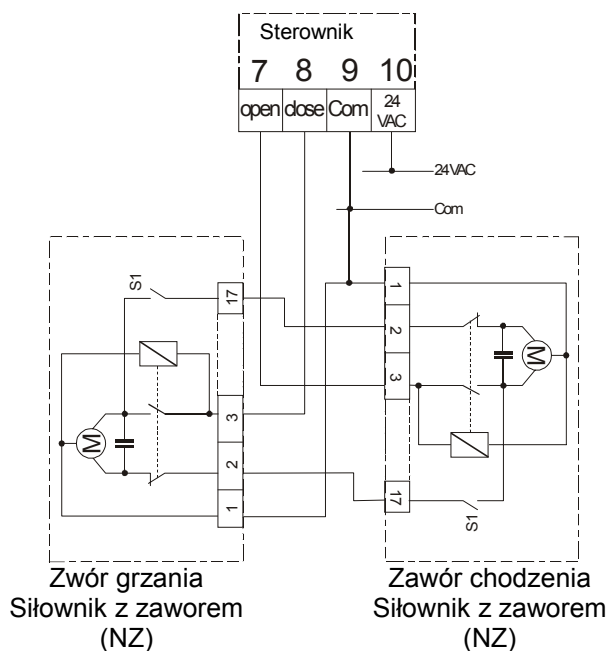 Sterownik
7 8 9 10
open close Com 24 VAC
24VAC
Com
S1
17
3
2
1
M
1
2
3
17
M
S1
Zwór grzania
Siłownik z zaworem
(NZ)
Zawór chodzenia
Siłownik z zaworem
(NZ)